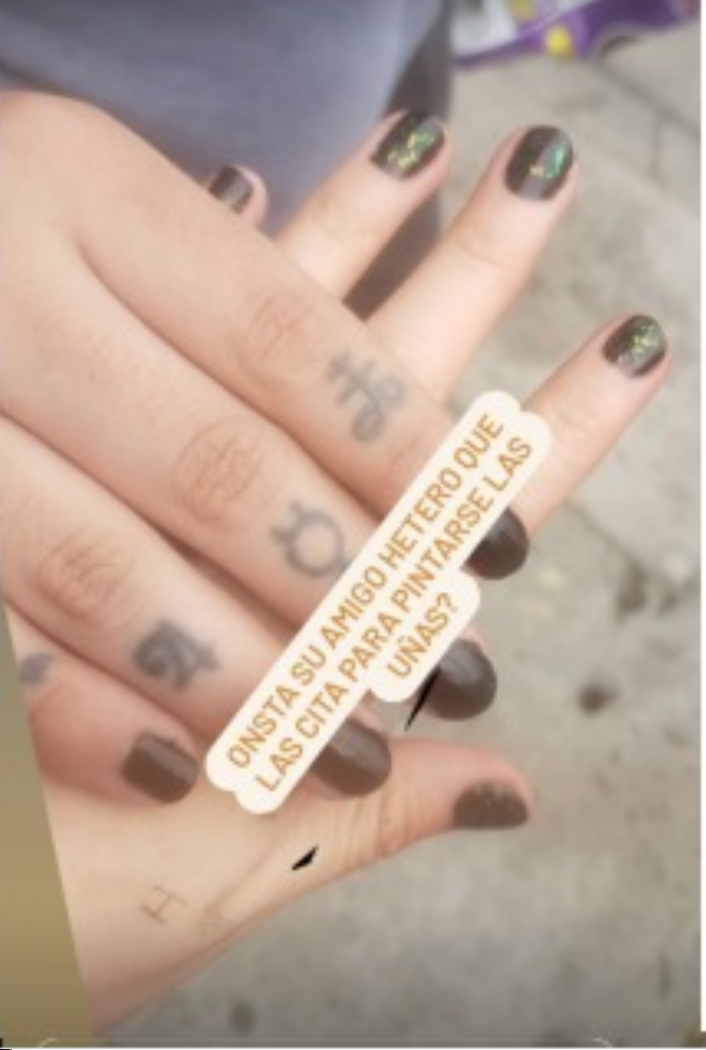 ONSTA SU AMIGO HETERO QUE
LAS CITA PARA PINTARSE LAS
UÑAS?
H